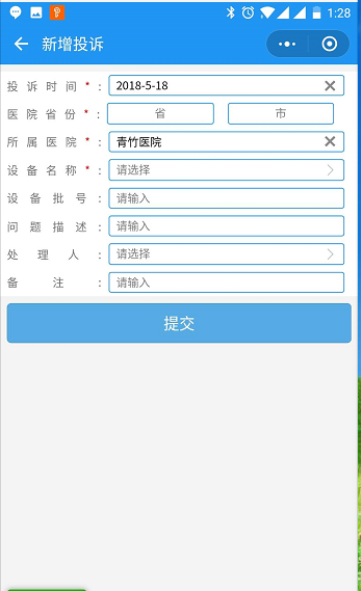 1:28
新增投诉
投诉时间*: 2018-5-18
医院省份*: 省 市
所属医院*: 青竹医院
设备名称*: 请选择
设备批号: 请输入
问题描述: 请输入
处理人: 请选择
备注: 请输入
提交